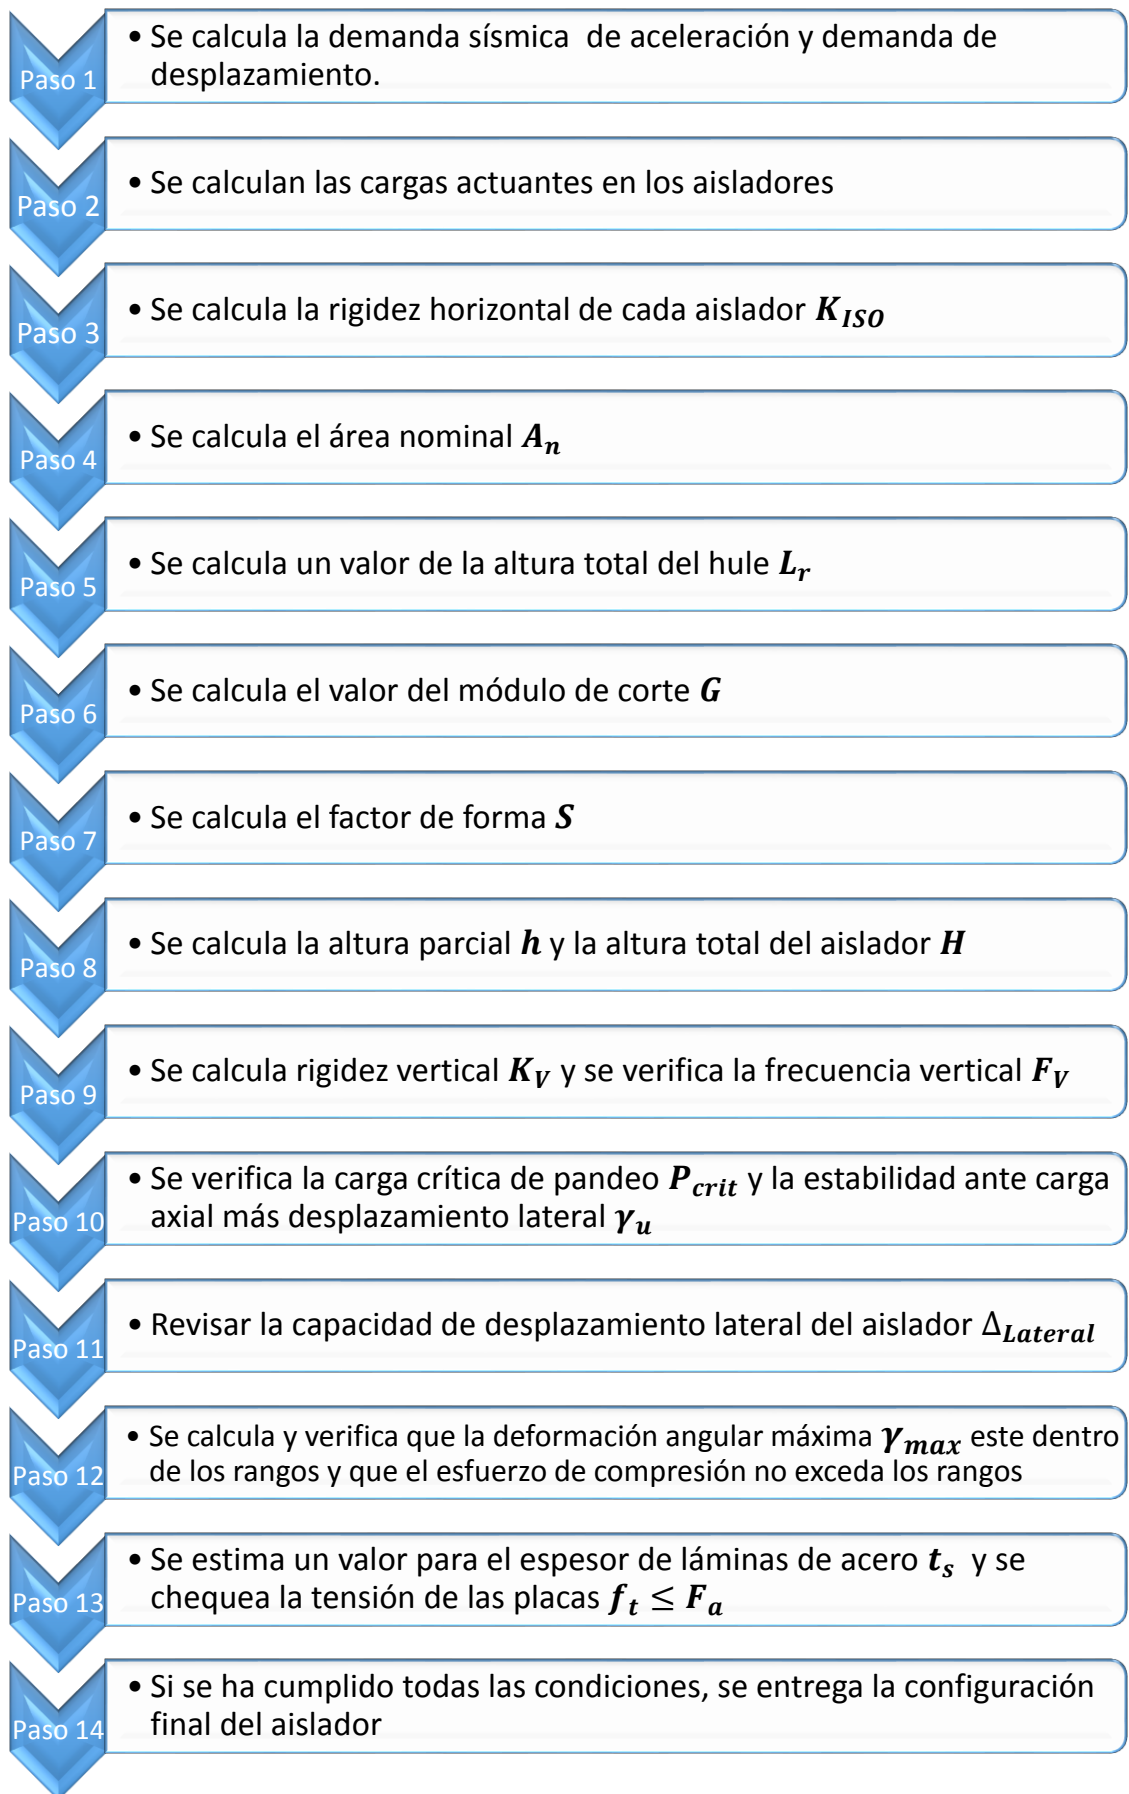 Paso 1
• Se calcula la demanda sísmica de aceleración y demanda de
desplazamiento.
Paso 2
• Se calculan las cargas actuantes en los aisladores
Paso 3
• Se calcula la rigidez horizontal de cada aislador K_ISO
Paso 4
• Se calcula el área nominal A_n
Paso 5
• Se calcula un valor de la altura total del hule L_r
Paso 6
• Se calcula el valor del módulo de corte G
Paso 7
• Se calcula el factor de forma S
Paso 8
• Se calcula la altura parcial h y la altura total del aislador H
Paso 9
• Se calcula rigidez vertical K_V y se verifica la frecuencia vertical F_V
Paso 10
• Se verifica la carga crítica de pandeo P_crit y la estabilidad ante carga
axial más desplazamiento lateral γ_u
Paso 11
• Revisar la capacidad de desplazamiento lateral del aislador Δ_Lateral
Paso 12
• Se calcula y verifica que la deformación angular máxima γ_max este dentro
de los rangos y que el esfuerzo de compresión no exceda los rangos
Paso 13
• Se estima un valor para el espesor de láminas de acero t_s y se
chequea la tensión de las placas f_t ≤ F_a
Paso 14
• Si se ha cumplido todas las condiciones, se entrega la configuración
final del aislador